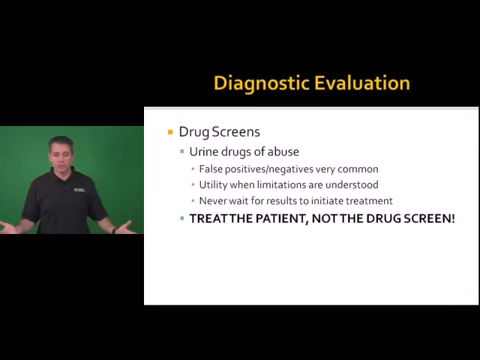 Diagnostic Evaluation
Drug Screens
Urine drugs of abuse
False positives/negatives very common
Utility when limitations are understood
Never wait for results to initiate treatment
TREAT THE PATIENT, NOT THE DRUG SCREEN!